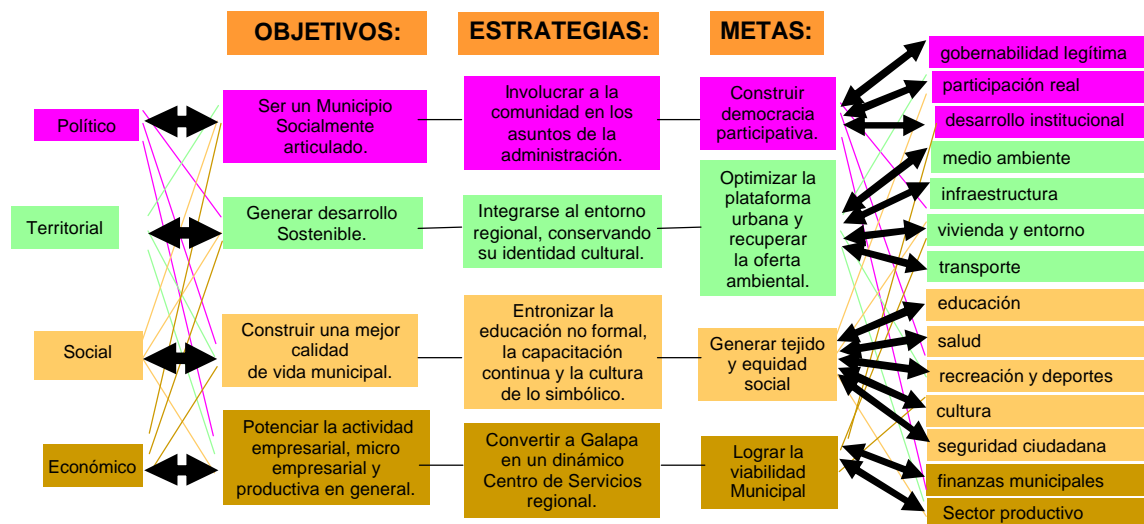 OBJETIVOS:
ESTRATEGIAS:
METAS:
Político
Ser un Municipio
Socialmente
articulado.
Involucrar a la
comunidad en los
asuntos de la
administración.
Construir
democracia
participativa.
gobernabilidad legítima
participación real
desarrollo institucional
Territorial
Generar desarrollo
Sostenible.
Integrarse al entorno
regional, conservando
su identidad cultural.
Optimizar la
plataforma
urbana y
recuperar
la oferta
ambiental.
medio ambiente
infraestructura
vivienda y entorno
transporte
Social
Construir una mejor
calidad
de vida municipal.
Entronizar la
educación no formal,
la capacitación
continua y la cultura
de lo simbólico.
Generar tejido
y equidad
social
educación
salud
recreación y deportes
cultura
seguridad ciudadana
Económico
Potenciar la actividad
empresarial, micro
empresarial y
productiva en general.
Convertir a Galapa
en un dinámico
Centro de Servicios
regional.
Lograr la
viabilidad
Municipal
finanzas municipales
Sector productivo